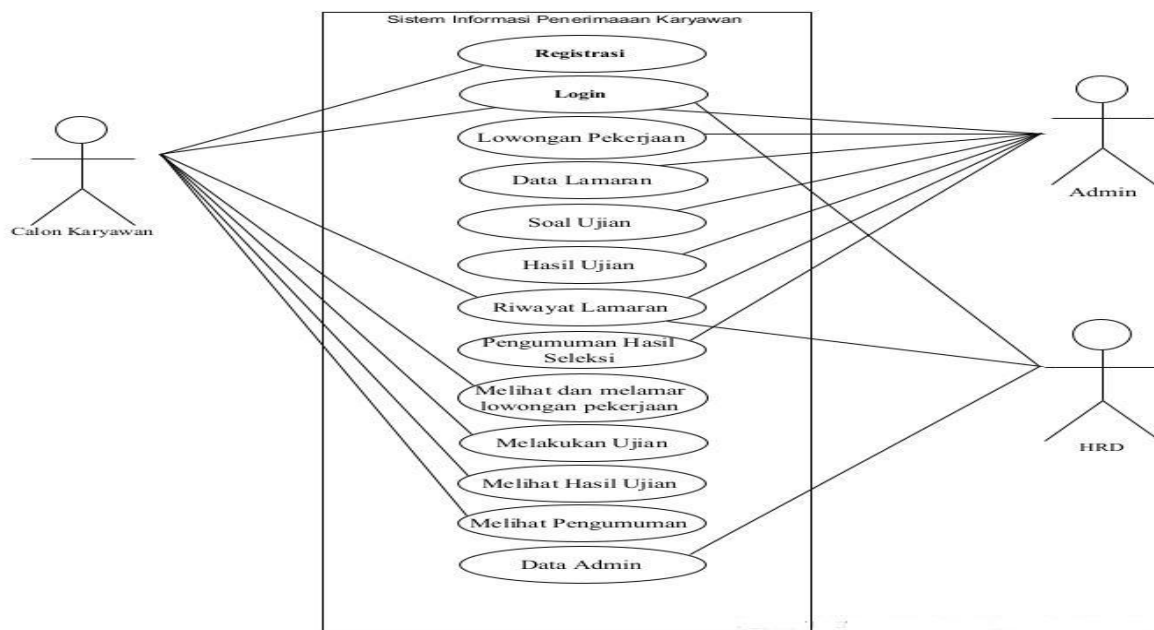 Sistem Informasi Penerimaaan Karyawan
Registrasi
Login
Lowongan Pekerjaan
Data Lamaran
Soal Ujian
Hasil Ujian
Riwayat Lamaran
Pengumuman Hasil
Seleksi
Melihat dan melamar
lowongan pekerjaan
Melakukan Ujian
Melihat Hasil Ujian
Melihat Pengumuman
Data Admin
Calon Karyawan
Admin
HRD